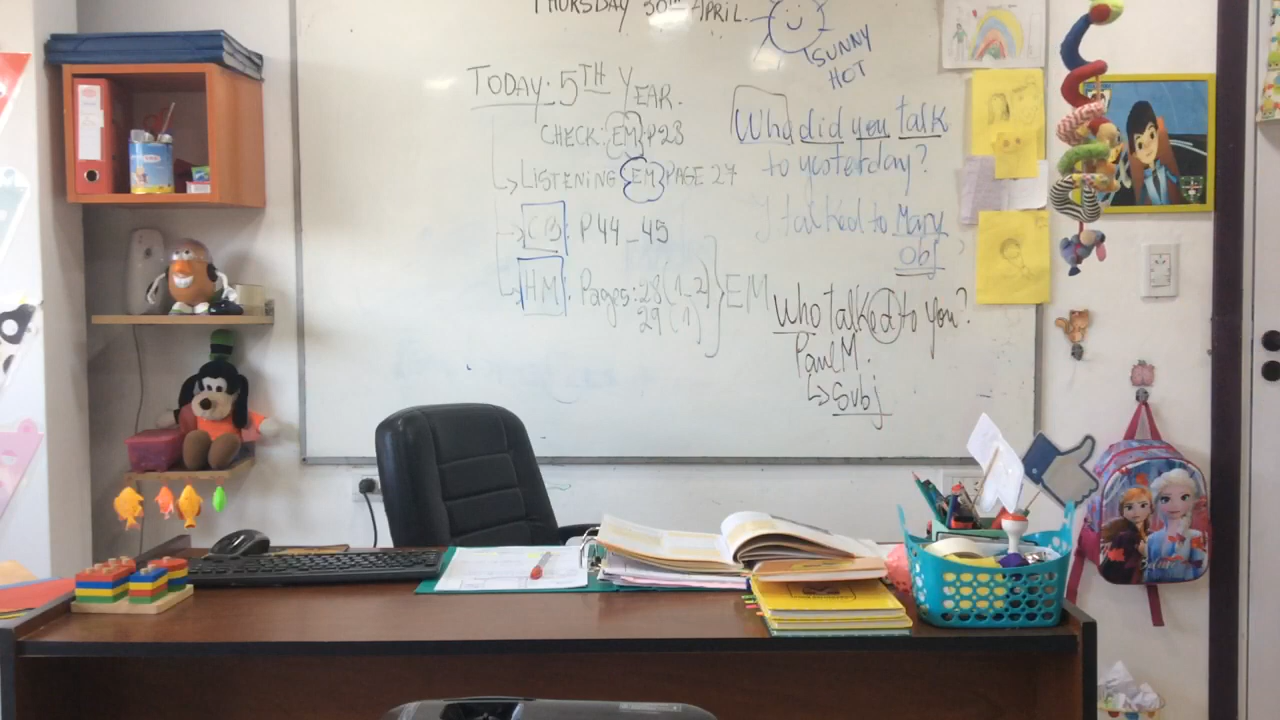 THURSDAY 30TH APRIL.
SUNNY
HOT
TODAY: 5TH YEAR.
CHECK: EM P23
LISTENING EM PAGE 27
CB: P 44_45
HM: Pages: 28(1-2)
29(1)
EM
Who did you talk
to yesterday?
I talked to Mary
Obj
Who talked to you?
Paul M.
Subj